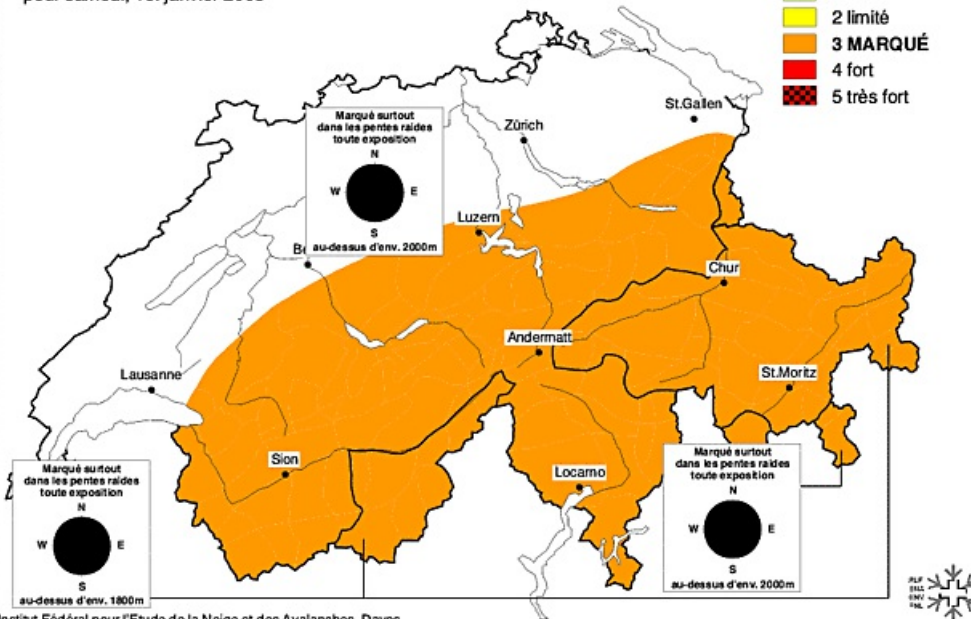 2 limité
3 MARQUÉ
4 fort
5 très fort
St.Gallen
Zürich
Marqué surtout
dans les pentes raides
toute exposition
N
W E
S
au-dessus d'env. 2000m
Luzern
Chur
Andermatt
St.Moritz
Lausanne
Sion
Locarno
Marqué surtout
dans les pentes raides
toute exposition
N
W E
S
au-dessus d'env. 1800m
Marqué surtout
dans les pentes raides
toute exposition
N
W E
S
au-dessus d'env. 2000m
Institut Fédéral pour l'Etude de la Neige et des Avalanches, Davos